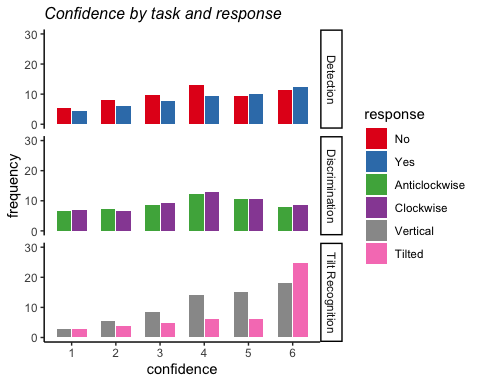 Confidence by task and response
frequency
30
20
10
0
Detection
30
20
10
0
Discrimination
30
20
10
0
Tilt Recognition
1 2 3 4 5 6
confidence
response
No
Yes
Anticlockwise
Clockwise
Vertical
Tilted